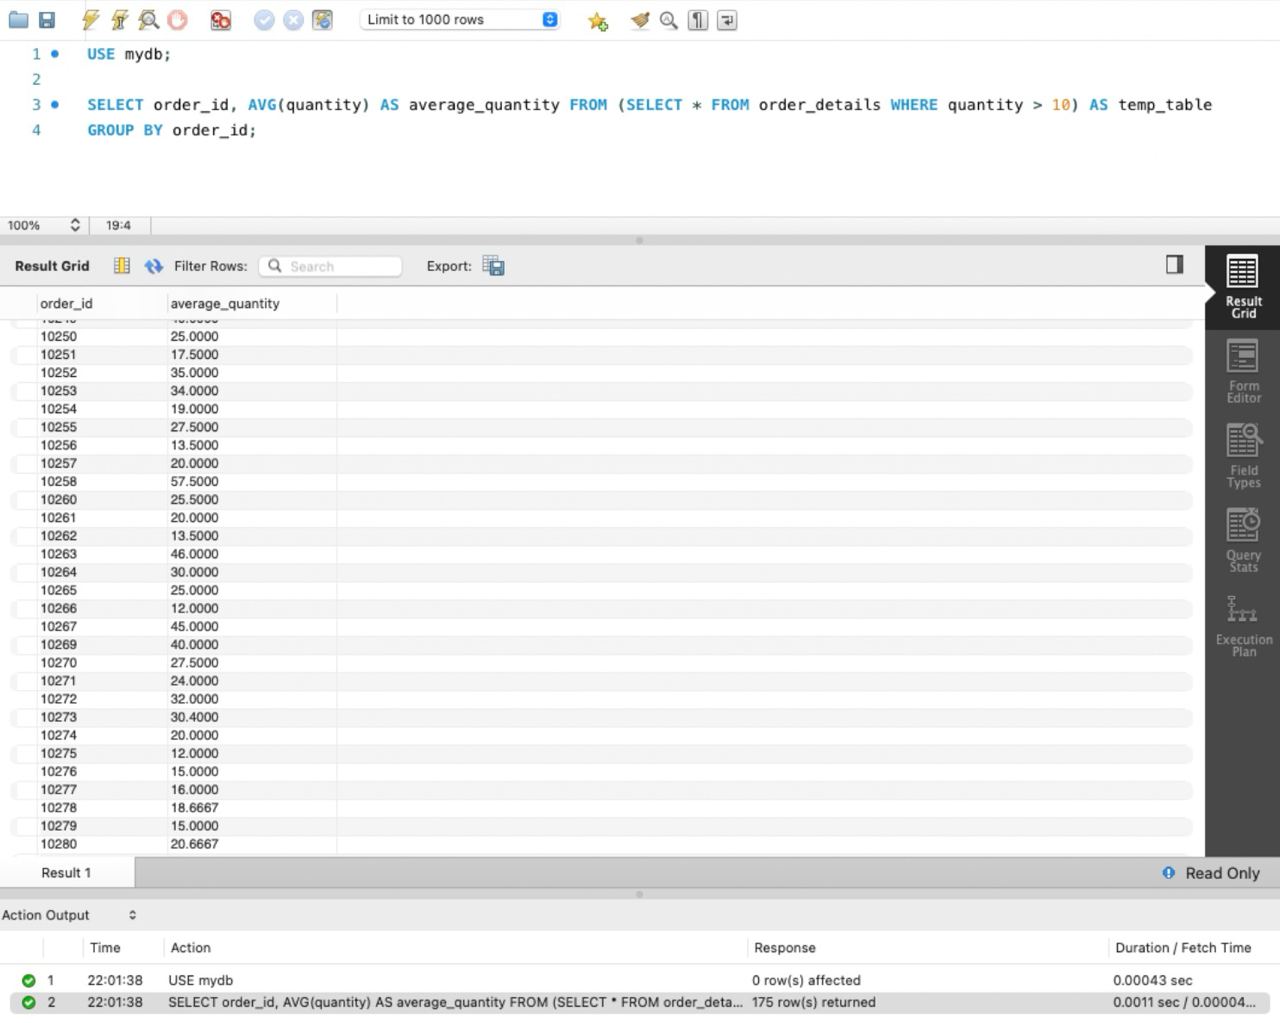 Limit to 1000 rows
1 USE mydb;
2
3 SELECT order_id, AVG(quantity) AS average_quantity FROM (SELECT * FROM order_details WHERE quantity > 10) AS temp_table
4 GROUP BY order_id;
100% 19:4
Result Grid Filter Rows: Search Export:
order_id average_quantity
10250 25.0000
10251 17.5000
10252 35.0000
10253 34.0000
10254 19.0000
10255 27.5000
10256 13.5000
10257 20.0000
10258 57.5000
10260 25.5000
10261 20.0000
10262 13.5000
10263 46.0000
10264 30.0000
10265 25.0000
10266 12.0000
10267 45.0000
10269 40.0000
10270 27.5000
10271 24.0000
10272 32.0000
10273 30.4000
10274 20.0000
10275 12.0000
10276 15.0000
10277 16.0000
10278 18.6667
10279 15.0000
10280 20.6667
Result
Grid
Form
Editor
Field
Types
Query
Stats
Execution
Plan
Result 1 Read Only
Action Output
Time Action Response Duration / Fetch Time
1 22:01:38 USE mydb 0 row(s) affected 0.00043 sec
2 22:01:38 SELECT order_id, AVG(quantity) AS average_quantity FROM (SELECT * FROM order_deta... 175 row(s) returned 0.0011 sec / 0.00004...